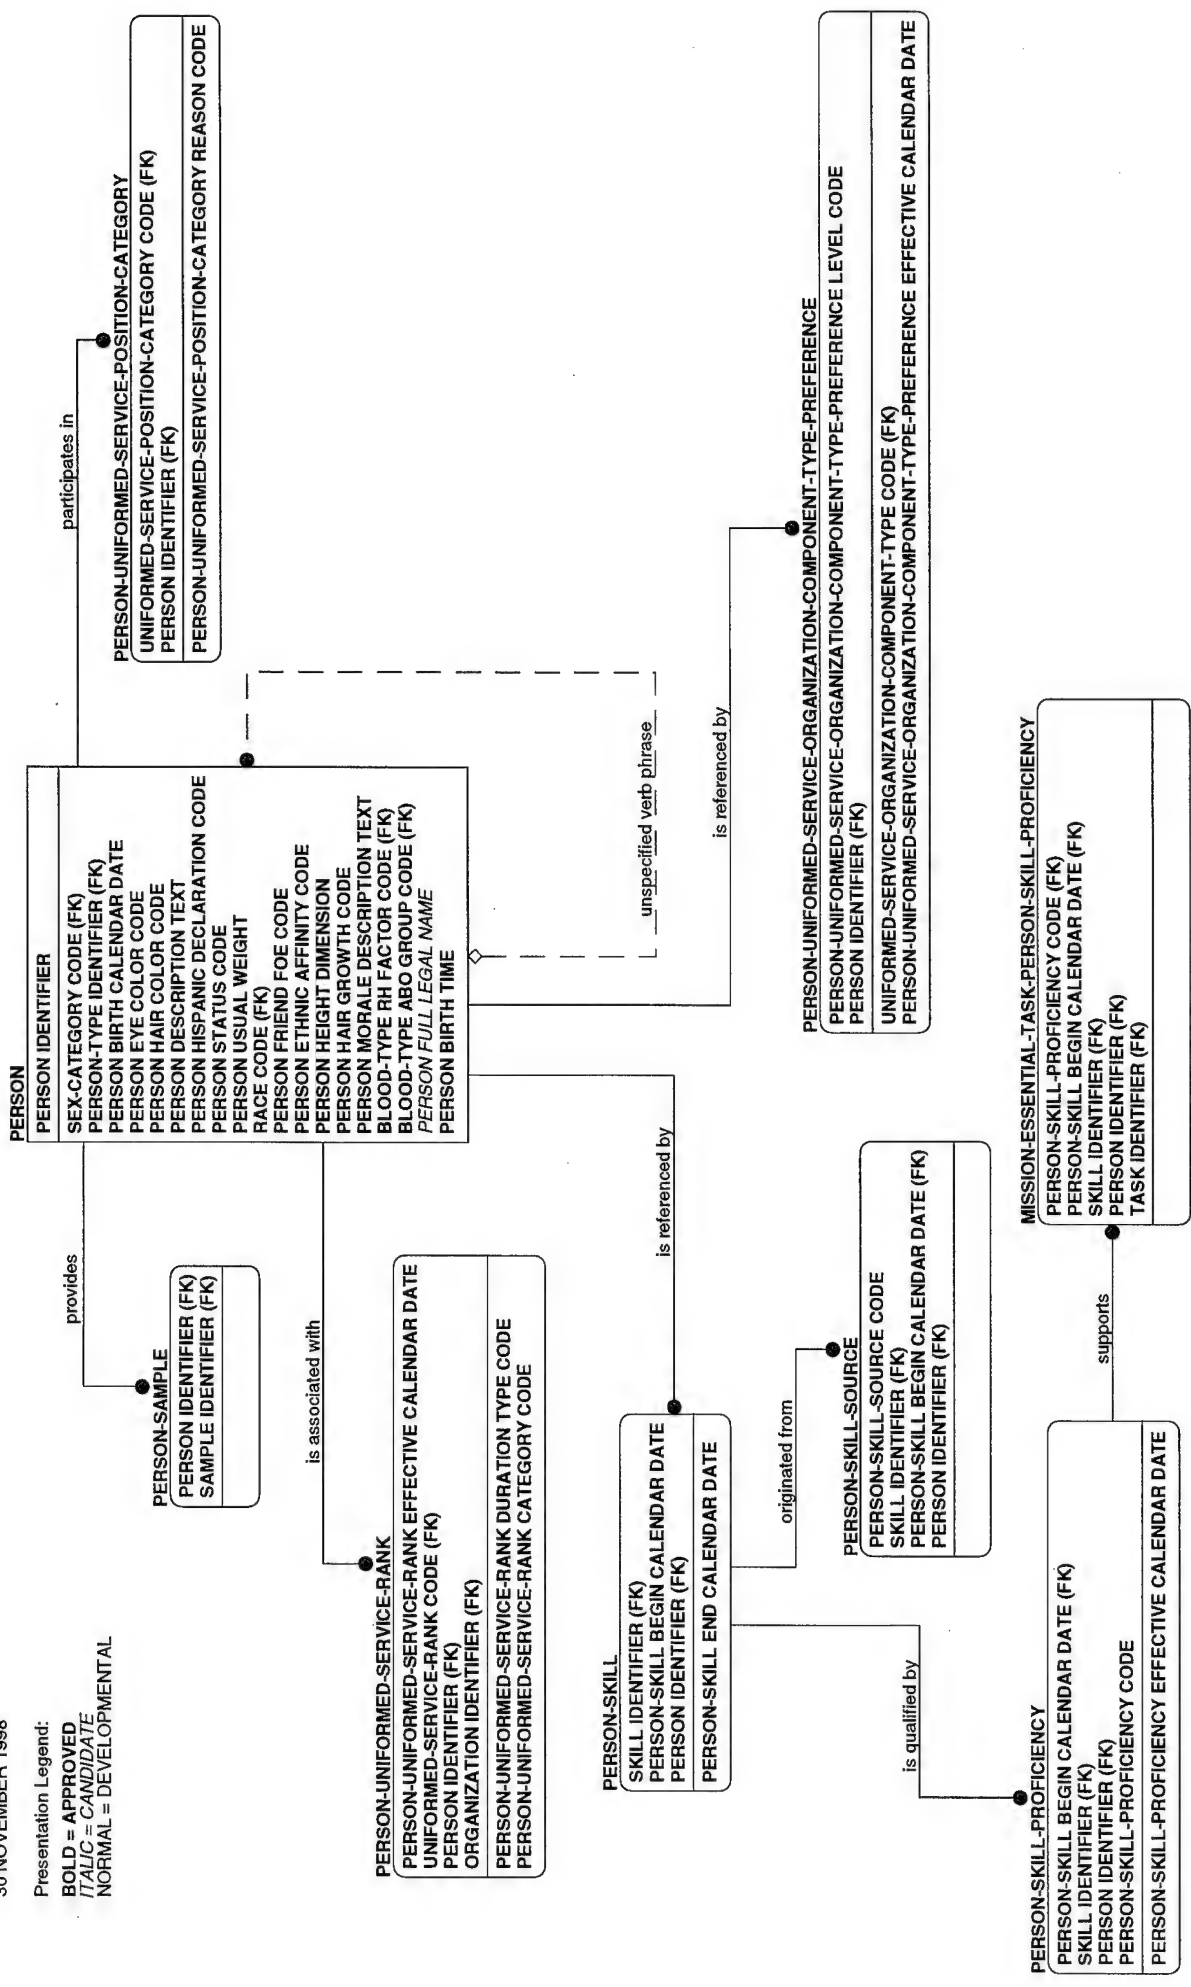 30 NOVEMBER 1998
Presentation Legend:
BOLD = APPROVED
ITALIC = CANDIDATE
NORMAL = DEVELOPMENTAL
PERSON
PERSON IDENTIFIER
SEX-CATEGORY CODE (FK)
PERSON-TYPE IDENTIFIER (FK)
PERSON BIRTH CALENDAR DATE
PERSON EYE COLOR CODE
PERSON HAIR COLOR CODE
PERSON DESCRIPTION TEXT
PERSON HISPANIC DECLARATION CODE
PERSON STATUS CODE
PERSON USUAL WEIGHT
RACE CODE (FK)
PERSON FRIEND FOE CODE
PERSON ETHNIC AFFINITY CODE
PERSON HEIGHT DIMENSION
PERSON HAIR GROWTH CODE
PERSON MORALE DESCRIPTION TEXT
BLOOD-TYPE RH FACTOR CODE (FK)
BLOOD-TYPE ABO GROUP CODE (FK)
PERSON FULL LEGAL NAME
PERSON BIRTH TIME
participates in
PERSON-UNIFORMED-SERVICE-POSITION-CATEGORY
UNIFORMED-SERVICE-POSITION-CATEGORY CODE (FK)
PERSON IDENTIFIER (FK)
PERSON-UNIFORMED-SERVICE-POSITION-CATEGORY REASON CODE
provides
PERSON-SAMPLE
PERSON IDENTIFIER (FK)
SAMPLE IDENTIFIER (FK)
unspecified verb phrase
is associated with
PERSON-UNIFORMED-SERVICE-RANK
PERSON-UNIFORMED-SERVICE-RANK EFFECTIVE CALENDAR DATE
UNIFORMED-SERVICE-RANK CODE (FK)
PERSON IDENTIFIER (FK)
ORGANIZATION IDENTIFIER (FK)
PERSON-UNIFORMED-SERVICE-RANK DURATION TYPE CODE
PERSON-UNIFORMED-SERVICE-RANK CATEGORY CODE
is referenced by
PERSON-UNIFORMED-SERVICE-ORGANIZATION-COMPONENT-TYPE-PREFERENCE
PERSON-UNIFORMED-SERVICE-ORGANIZATION-COMPONENT-TYPE-PREFERENCE LEVEL CODE
PERSON IDENTIFIER (FK)
UNIFORMED-SERVICE-ORGANIZATION-COMPONENT-TYPE CODE (FK)
PERSON-UNIFORMED-SERVICE-ORGANIZATION-COMPONENT-TYPE-PREFERENCE EFFECTIVE CALENDAR DATE
is referenced by
PERSON-SKILL
SKILL IDENTIFIER (FK)
PERSON-SKILL BEGIN CALENDAR DATE
PERSON IDENTIFIER (FK)
PERSON-SKILL END CALENDAR DATE
originated from
PERSON-SKILL-SOURCE
PERSON-SKILL-SOURCE CODE
SKILL IDENTIFIER (FK)
PERSON-SKILL BEGIN CALENDAR DATE (FK)
PERSON IDENTIFIER (FK)
is qualified by
PERSON-SKILL-PROFICIENCY
PERSON-SKILL BEGIN CALENDAR DATE (FK)
SKILL IDENTIFIER (FK)
PERSON IDENTIFIER (FK)
PERSON-SKILL-PROFICIENCY CODE
PERSON-SKILL-PROFICIENCY EFFECTIVE CALENDAR DATE
supports
MISSION-ESSENTIAL-TASK-PERSON-SKILL-PROFICIENCY
PERSON-SKILL-PROFICIENCY CODE (FK)
PERSON-SKILL BEGIN CALENDAR DATE (FK)
SKILL IDENTIFIER (FK)
PERSON IDENTIFIER (FK)
TASK IDENTIFIER (FK)